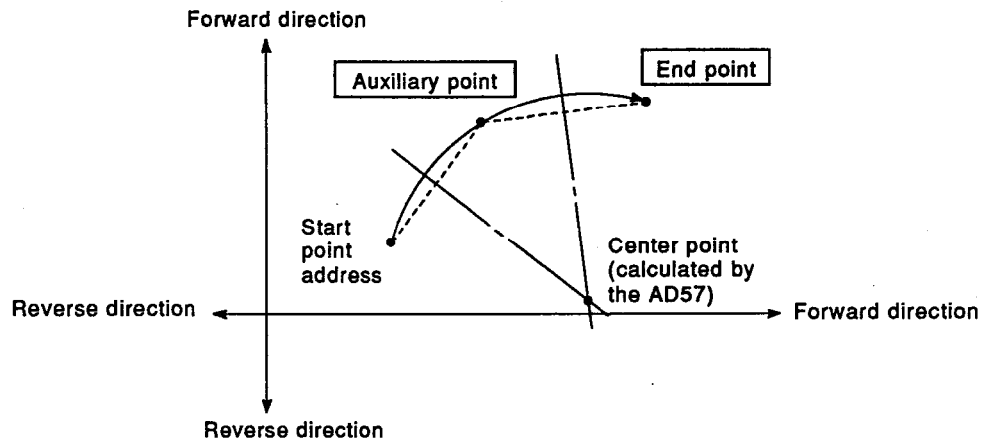 Forward direction
Auxiliary point
End point
Start
point
address
Center point
(calculated by
the AD57)
Reverse direction
Forward direction
Reverse direction